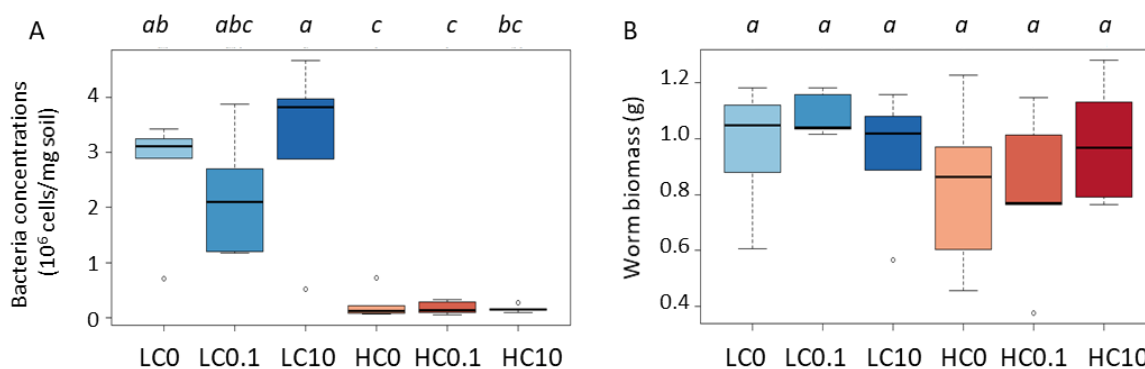 A
ab abc a c c bc
Bacteria concentrations
(10⁶ cells/mg soil)
4
3
2
1
0
LC0 LC0.1 LC10 HC0 HC0.1 HC10
B
a a a a a a
Worm biomass (g)
1.2
1.0
0.8
0.6
0.4
LC0 LC0.1 LC10 HC0 HC0.1 HC10